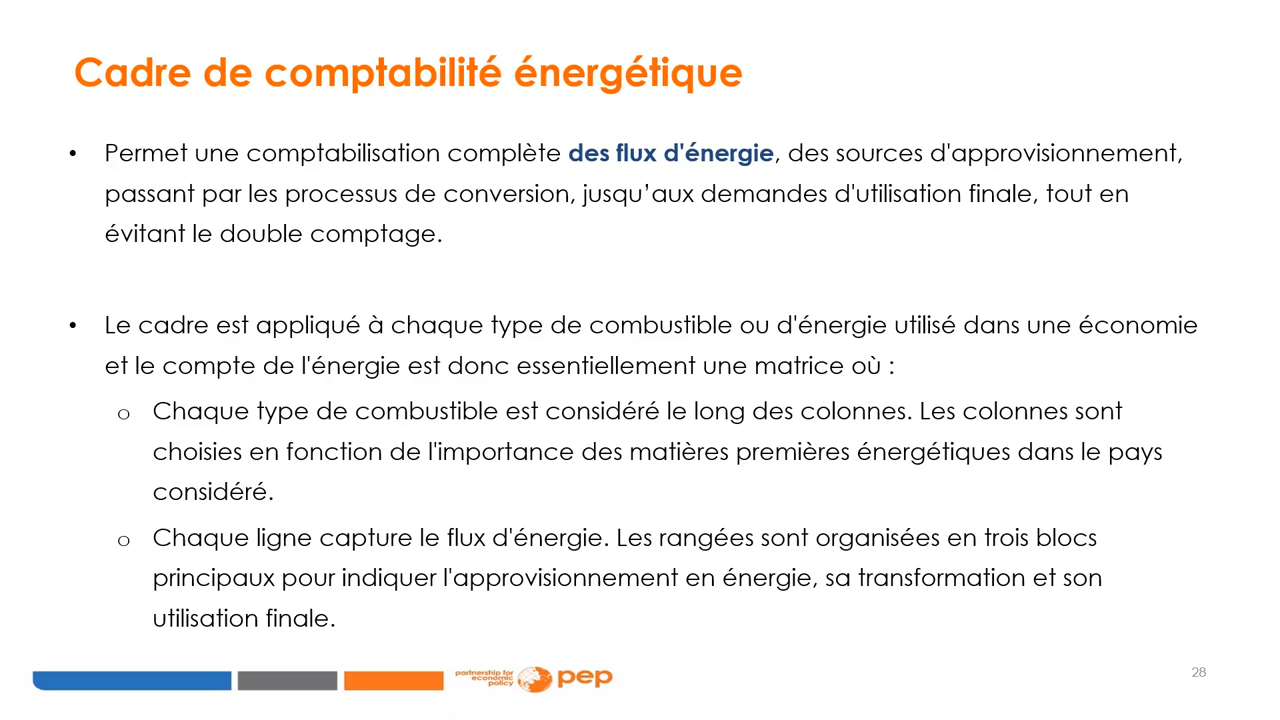 Cadre de comptabilité énergétique
• Permet une comptabilisation complète des flux d'énergie, des sources d'approvisionnement,
passant par les processus de conversion, jusqu’aux demandes d'utilisation finale, tout en
évitant le double comptage.
• Le cadre est appliqué à chaque type de combustible ou d'énergie utilisé dans une économie
et le compte de l'énergie est donc essentiellement une matrice où :
o Chaque type de combustible est considéré le long des colonnes. Les colonnes sont
choisies en fonction de l'importance des matières premières énergétiques dans le pays
considéré.
o Chaque ligne capture le flux d'énergie. Les rangées sont organisées en trois blocs
principaux pour indiquer l'approvisionnement en énergie, sa transformation et son
utilisation finale.
partnership for
economic
policy
pep
28